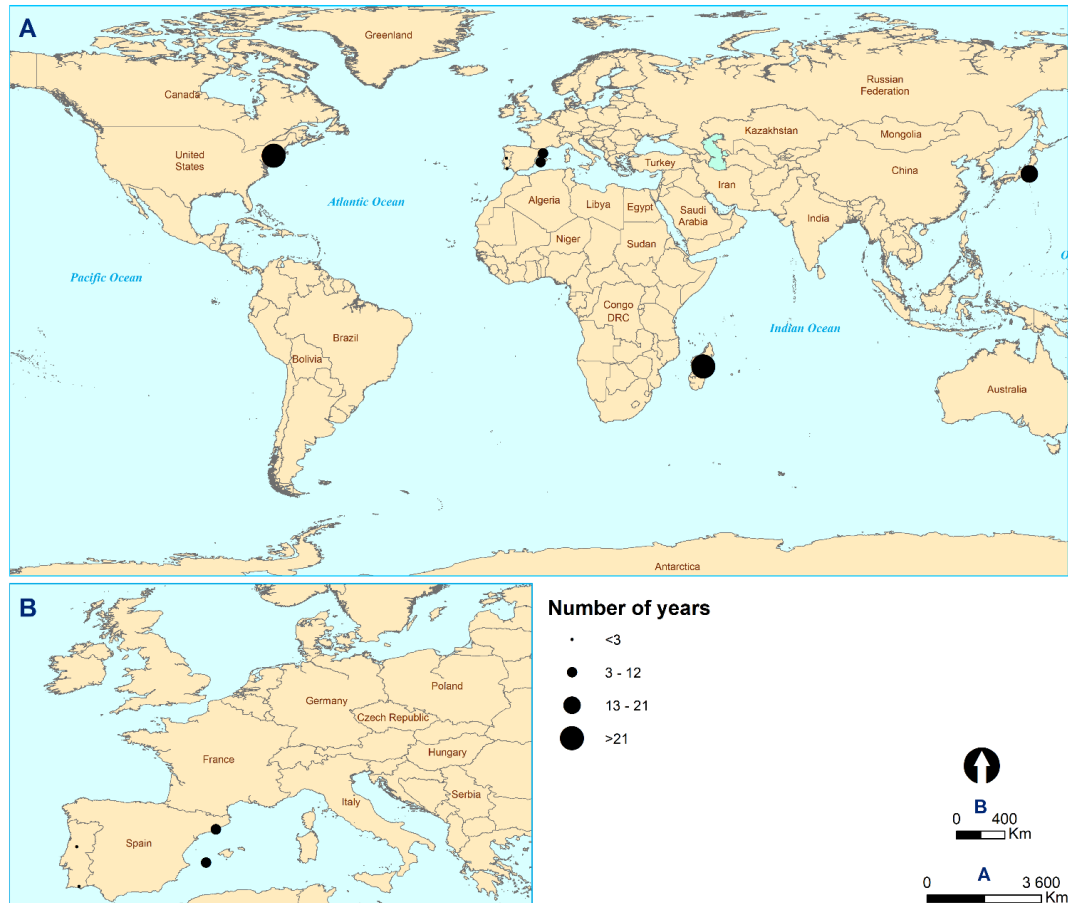 A
Greenland
Canada
Russian
Federation
Kazakhstan
Mongolia
United
States
Turkey
China
Iran
Atlantic Ocean
Algeria
Libya
Egypt
Saudi
Arabia
India
Niger
Sudan
O
Pacific Ocean
Congo
DRC
Indian Ocean
Brazil
Bolivia
Australia
Antarctica
B
Poland
Germany
Czech Republic
France
Hungary
Serbia
Italy
Spain
Number of years
<3
3 - 12
13 - 21
>21
B
0 400
Km
A
0 3 600
Km